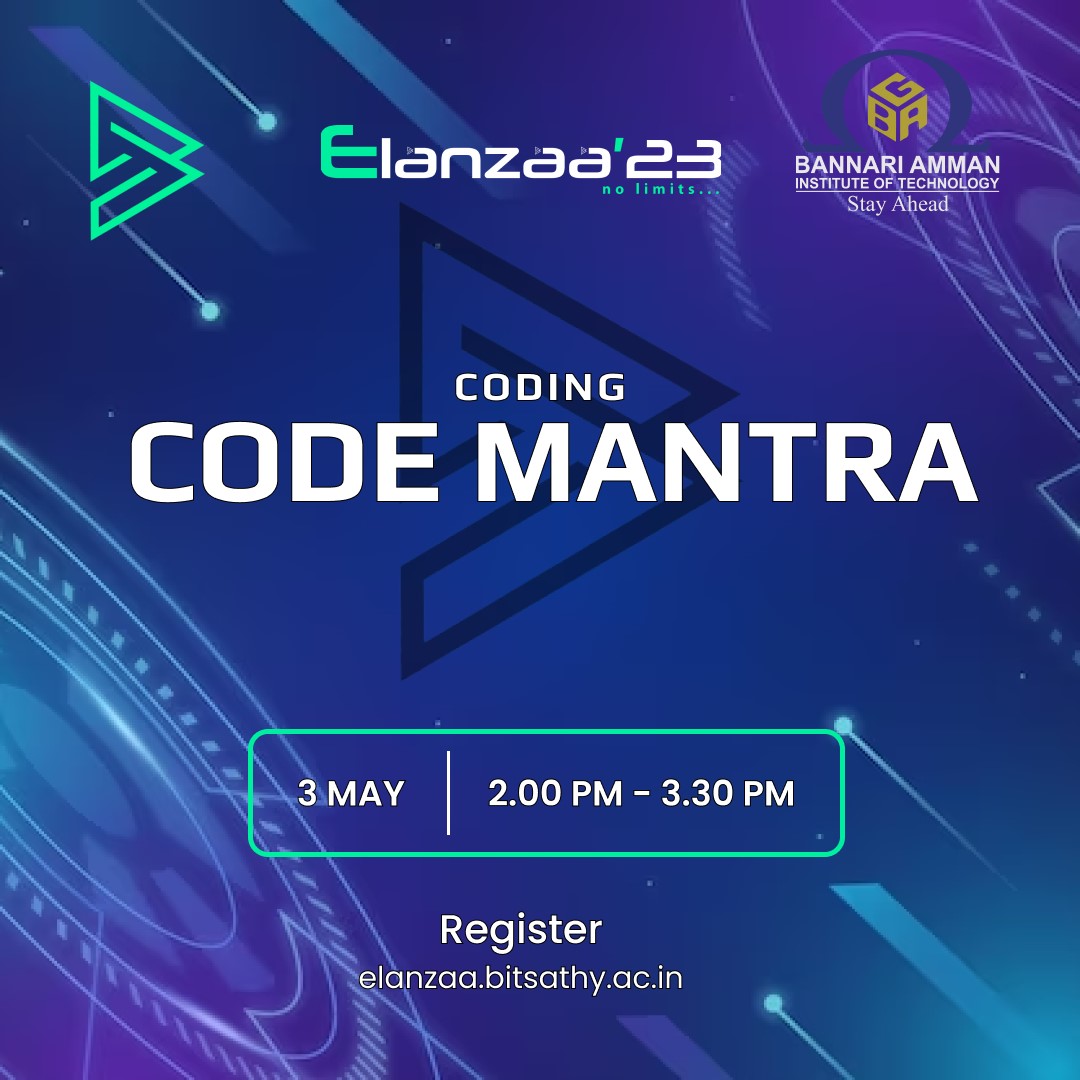 Elanzaa'23
no limits...
GBA
BANNARI AMMAN
INSTITUTE OF TECHNOLOGY
Stay Ahead
CODING
CODE MANTRA
3 MAY
2.00 PM - 3.30 PM
Register
elanzaa.bitsathy.ac.in